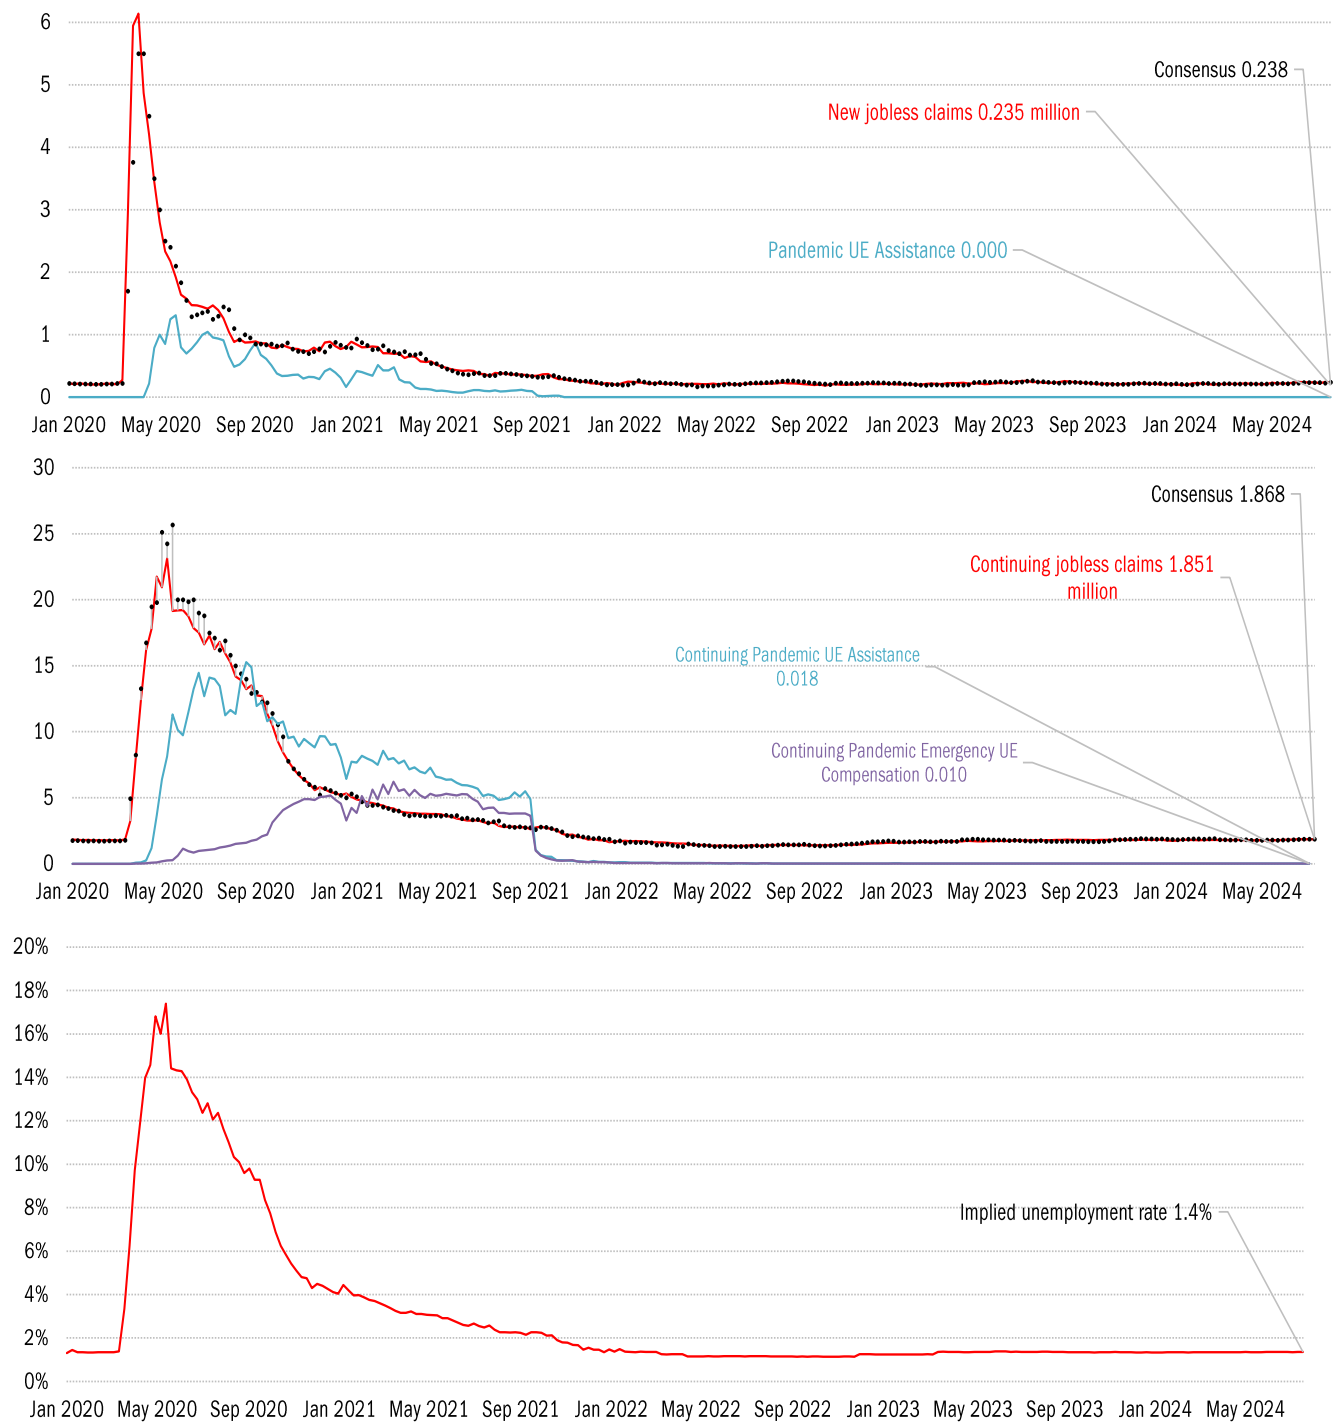 6
Consensus 0.238
5
New jobless claims 0.235 million
4
3
Pandemic UE Assistance 0.000
2
1
0
Jan 2020 May 2020 Sep 2020 Jan 2021 May 2021 Sep 2021 Jan 2022 May 2022 Sep 2022 Jan 2023 May 2023 Sep 2023 Jan 2024 May 2024
30
Consensus 1.868
25
Continuing jobless claims 1.851
million
20
Continuing Pandemic UE Assistance
0.018
15
Continuing Pandemic Emergency UE
Compensation 0.010
10
5
0
Jan 2020 May 2020 Sep 2020 Jan 2021 May 2021 Sep 2021 Jan 2022 May 2022 Sep 2022 Jan 2023 May 2023 Sep 2023 Jan 2024 May 2024
20%
18%
16%
14%
12%
10%
8%
Implied unemployment rate 1.4%
6%
4%
2%
0%
Jan 2020 May 2020 Sep 2020 Jan 2021 May 2021 Sep 2021 Jan 2022 May 2022 Sep 2022 Jan 2023 May 2023 Sep 2023 Jan 2024 May 2024